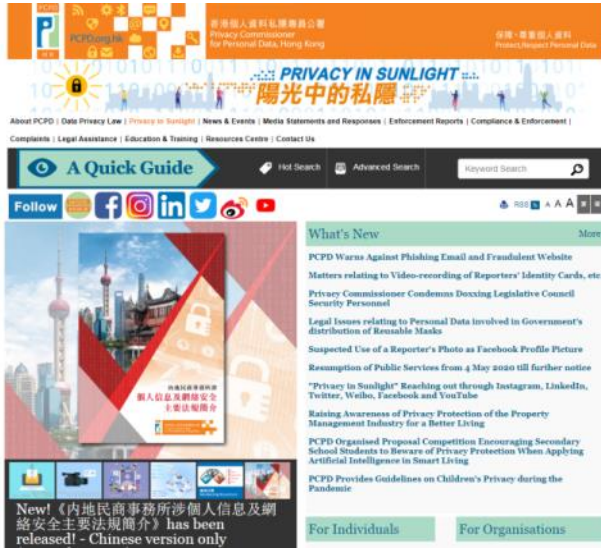 PCPD
PCPD.org.hk
香港個人資料私隱專員公署
Privacy Commissioner
for Personal Data, Hong Kong
保障、尊重個人資料
Protect, Respect Personal Data
PRIVACY IN SUNLIGHT
陽光中的私隱
About PCPD | Data Privacy Law | Privacy in Sunlight | News & Events | Media Statements and Responses | Enforcement Reports | Compliance & Enforcement |
Complaints | Legal Assistance | Education & Training | Resources Centre | Contact Us
A Quick Guide
Hot Search
Advanced Search
Keyword Search
Follow
RSS
A A A
What's New
More
PCPD Warns Against Phishing Email and Fraudulent Website
Matters relating to Video-recording of Reporters' Identity Cards, etc
Privacy Commissioner Condemns Doxxing Legislative Council
Security Personnel
Legal Issues relating to Personal Data involved in Government's
distribution of Reusable Masks
Suspected Use of a Reporter's Photo as Facebook Profile Picture
Resumption of Public Services from 4 May 2020 till further notice
"Privacy in Sunlight" Reaching out through Instagram, LinkedIn,
Twitter, Weibo, Facebook and YouTube
Raising Awareness of Privacy Protection of the Property
Management Industry for a Better Living
PCPD Organised Proposal Competition Encouraging Secondary
School Students to Beware of Privacy Protection When Applying
Artificial Intelligence in Smart Living
PCPD Provides Guidelines on Children's Privacy during the
Pandemic
内地民商事務所涉
個人信息及網絡安全
主要法規簡介
New!《内地民商事務所涉個人信息及網
絡安全主要法規簡介》has been
released! - Chinese version only
For Individuals
For Organisations